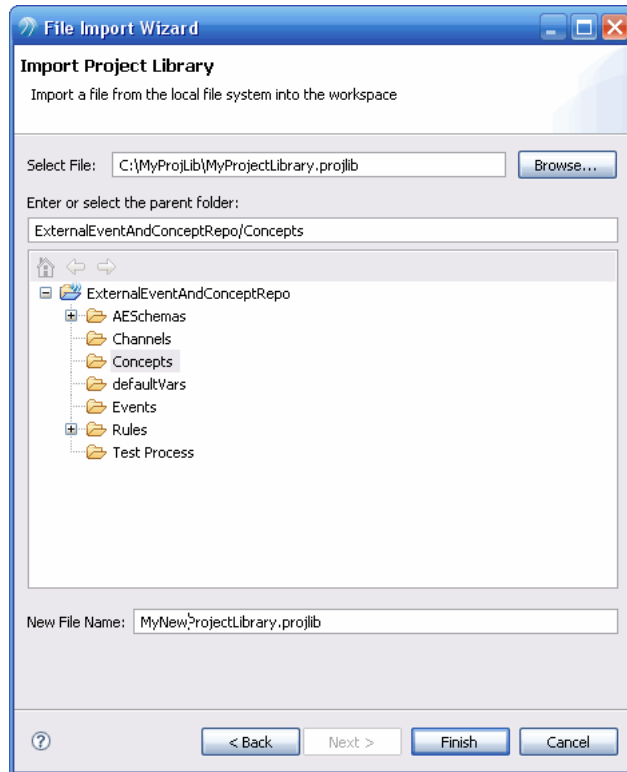 File Import Wizard
Import Project Library
Import a file from the local file system into the workspace
Select File: C:\MyProjLib\MyProjectLibrary.projlib Browse...
Enter or select the parent folder:
ExternalEventAndConceptRepo/Concepts
ExternalEventAndConceptRepo
AESchemas
Channels
Concepts
defaultVars
Events
Rules
Test Process
New File Name: MyNewProjectLibrary.projlib
? < Back Next > Finish Cancel